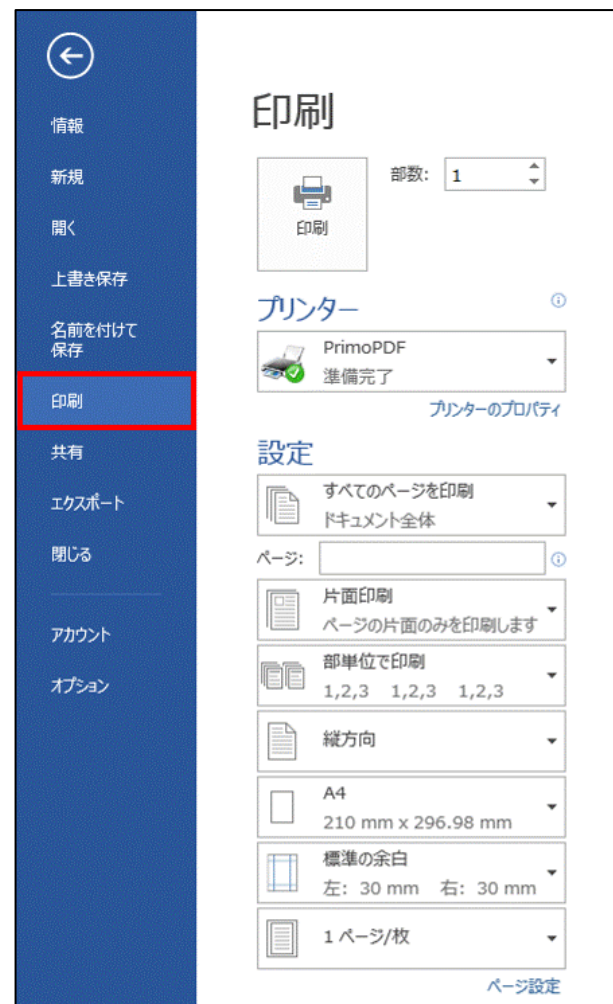 情報
新規
開く
上書き保存
名前を付けて
保存
印刷
共有
エクスポート
閉じる
アカウント
オプション
印刷
部数: 1
印刷
プリンター
PrimoPDF
準備完了
プリンターのプロパティ
設定
すべてのページを印刷
ドキュメント全体
ページ:
片面印刷
ページの片面のみを印刷します
部単位で印刷
1,2,3 1,2,3 1,2,3
縦方向
A4
210 mm x 296.98 mm
標準の余白
左: 30 mm 右: 30 mm
1 ページ/枚
ページ設定